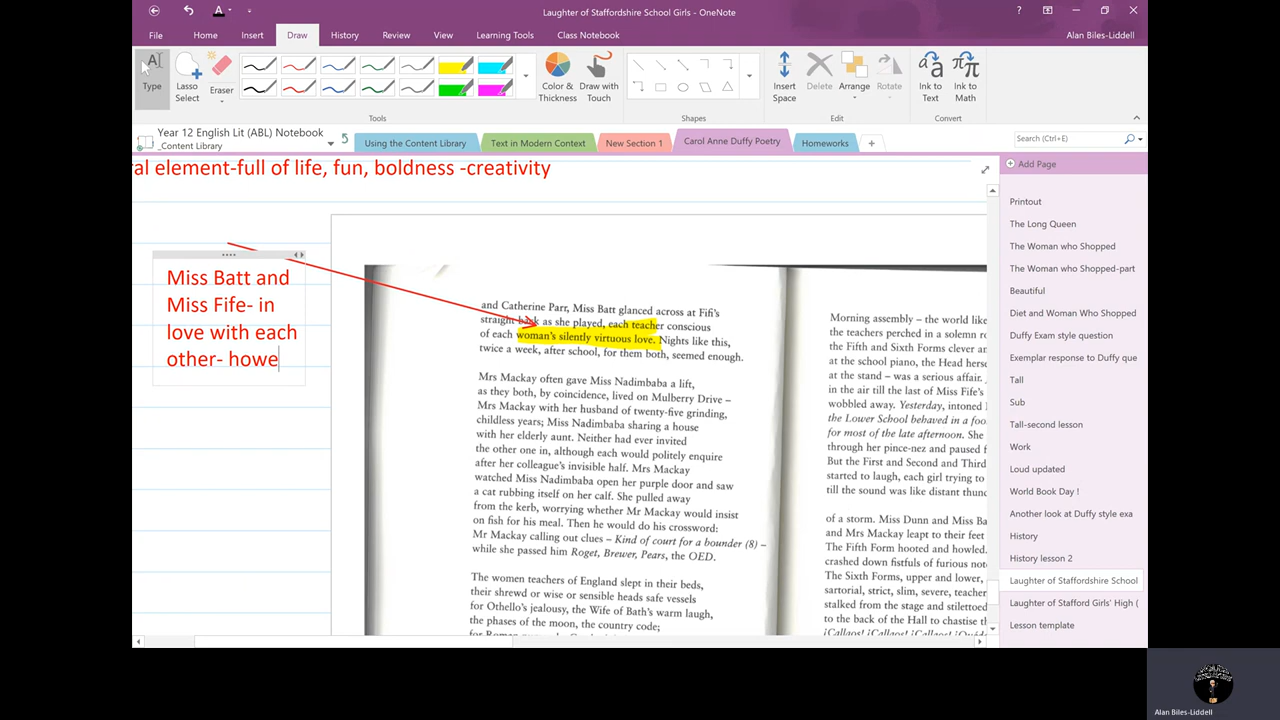 Laughter of Staffordshire School Girls - OneNote
?
Alan Biles-Liddell
File
Home
Insert
Draw
History
Review
View
Learning Tools
Class Notebook
Type
Lasso
Select
Eraser
Color &
Thickness
Draw with
Touch
Insert
Space
Delete
Arrange
Rotate
Ink to
Text
Ink to
Math
Tools
Shapes
Edit
Convert
Year 12 English Lit (ABL) Notebook
_Content Library
Using the Content Library
Text in Modern Context
New Section 1
Carol Anne Duffy Poetry
Homeworks
Search (Ctrl+E)
al element-full of life, fun, boldness -creativity
Miss Batt and
Miss Fife- in
love with each
other- howe
and Catherine Parr, Miss Batt glanced across at Fifi's
straight back as she played, each teacher conscious
of each woman's silently virtuous love. Nights like this,
twice a week, after school, for them both, seemed enough.
Mrs Mackay often gave Miss Nadimbaba a lift,
as they both, by coincidence, lived on Mulberry Drive –
Mrs Mackay with her husband of twenty-five grinding,
childless years; Miss Nadimbaba sharing a house
with her elderly aunt. Neither had ever invited
the other one in, although each would politely enquire
after her colleague's invisible half. Mrs Mackay
watched Miss Nadimbaba open her purple door and saw
a cat rubbing itself on her calf. She pulled away
from the kerb, worrying whether Mr Mackay would insist
on fish for his meal. Then he would do his crossword:
Mr Mackay calling out clues – Kind of court for a bounder (8) –
while she passed him Roget, Brewer, Pears, the OED.
The women teachers of England slept in their beds,
their shrewd or wise or sensible heads safe vessels
for Othello's jealousy, the Wife of Bath's warm laugh,
the phases of the moon, the country code;
Morning assembly – the world like
the teachers perched in a solemn r
the Fifth and Sixth Forms clever an
at the school piano, the Head herse
at the stand – was a serious affair.
in the air till the last of Miss Fife's
wobbled away. Yesterday, intoned
the Lower School behaved in a foo
for most of the late afternoon. She
through her pince-nez and paused f
But the First and Second and Third
started to laugh, each girl trying to
till the sound was like distant thun
of a storm. Miss Dunn and Miss Ba
and Mrs Mackay leapt to their feet
The Fifth Form hooted and howled.
crashed down fistfuls of furious note
The Sixth Forms, upper and lower,
sartorial, strict, slim, severe, teacher
stalked from the stage and stilettoed
to the back of the Hall to chastise th
Add Page
Printout
The Long Queen
The Woman who Shopped
The Woman who Shopped-part
Beautiful
Diet and Woman Who Shopped
Duffy Exam style question
Exemplar response to Duffy que
Tall
Sub
Tall-second lesson
Work
Loud updated
World Book Day !
Another look at Duffy style exa
History
History lesson 2
Laughter of Staffordshire School
Laughter of Stafford Girls' High (
Lesson template
Alan Biles-Liddell